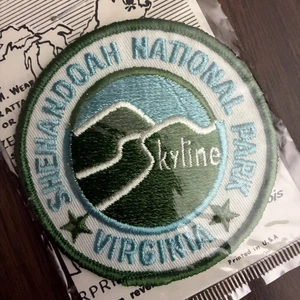 SHENANDOAH NATIONAL PARK
Skyline
VIRGINIA
Printed in U.S.A.